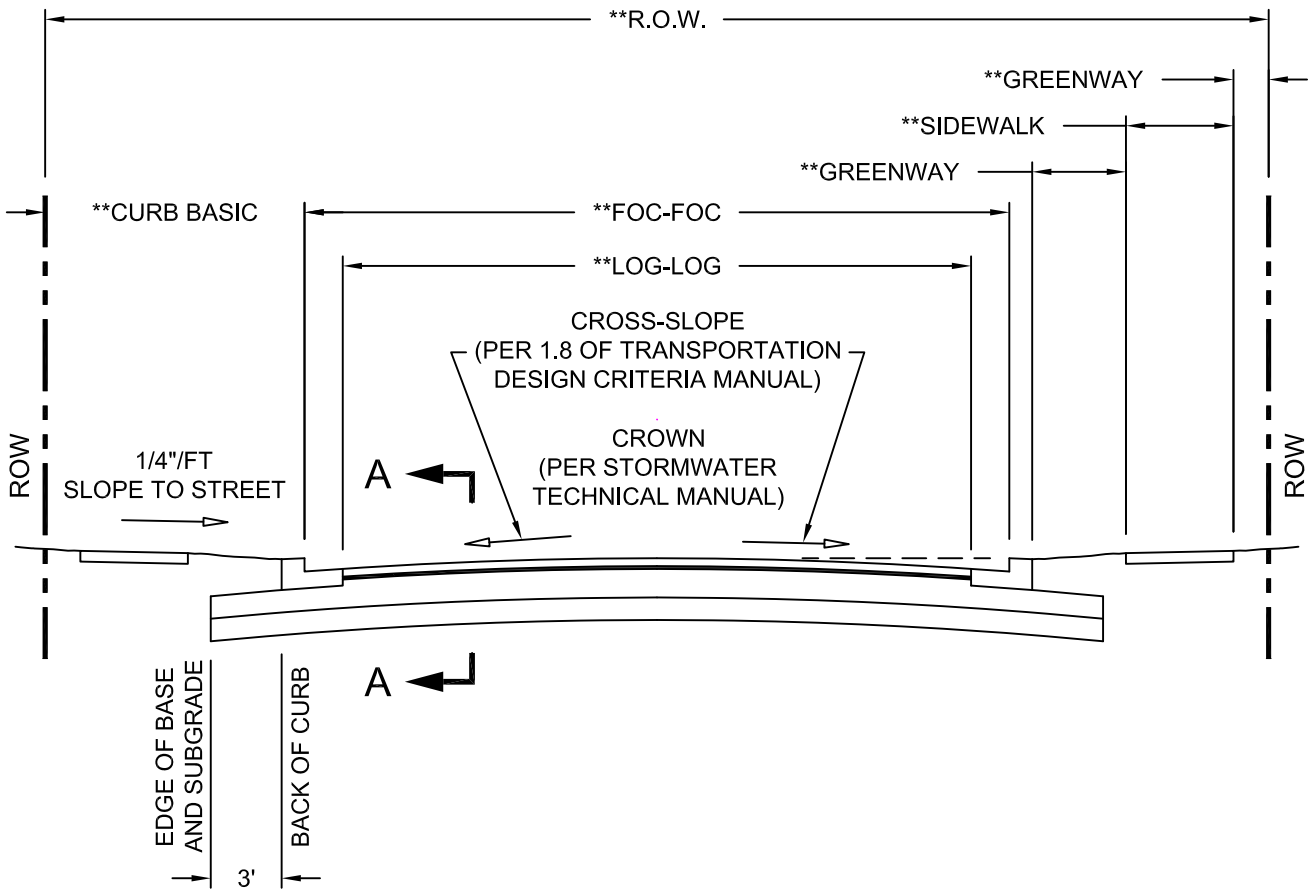 **R.O.W.
**GREENWAY
**SIDEWALK
**GREENWAY
**CURB BASIC
**FOC-FOC
**LOG-LOG
CROSS-SLOPE
(PER 1.8 OF TRANSPORTATION
DESIGN CRITERIA MANUAL)
CROWN
(PER STORMWATER
TECHNICAL MANUAL)
ROW
1/4"/FT
SLOPE TO STREET
A
ROW
A
EDGE OF BASE
AND SUBGRADE
BACK OF CURB
3'